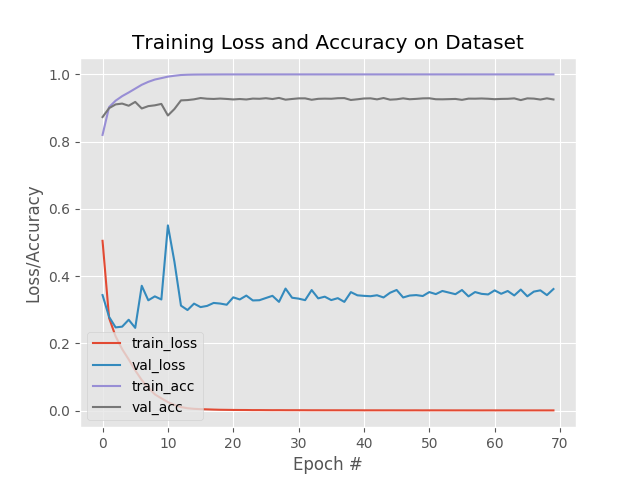 Training Loss and Accuracy on Dataset
Loss/Accuracy
1.0
0.8
0.6
0.4
0.2
0.0
train_loss
val_loss
train_acc
val_acc
0 10 20 30 40 50 60 70
Epoch #